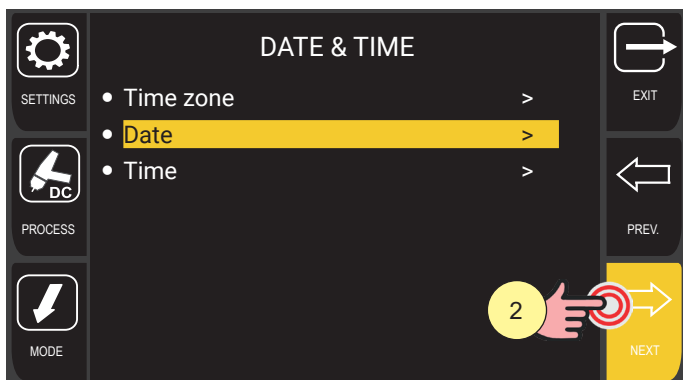 DATE & TIME
SETTINGS
• Time zone >
EXIT
• Date >
• Time >
DC
PROCESS
PREV.
2
MODE
NEXT